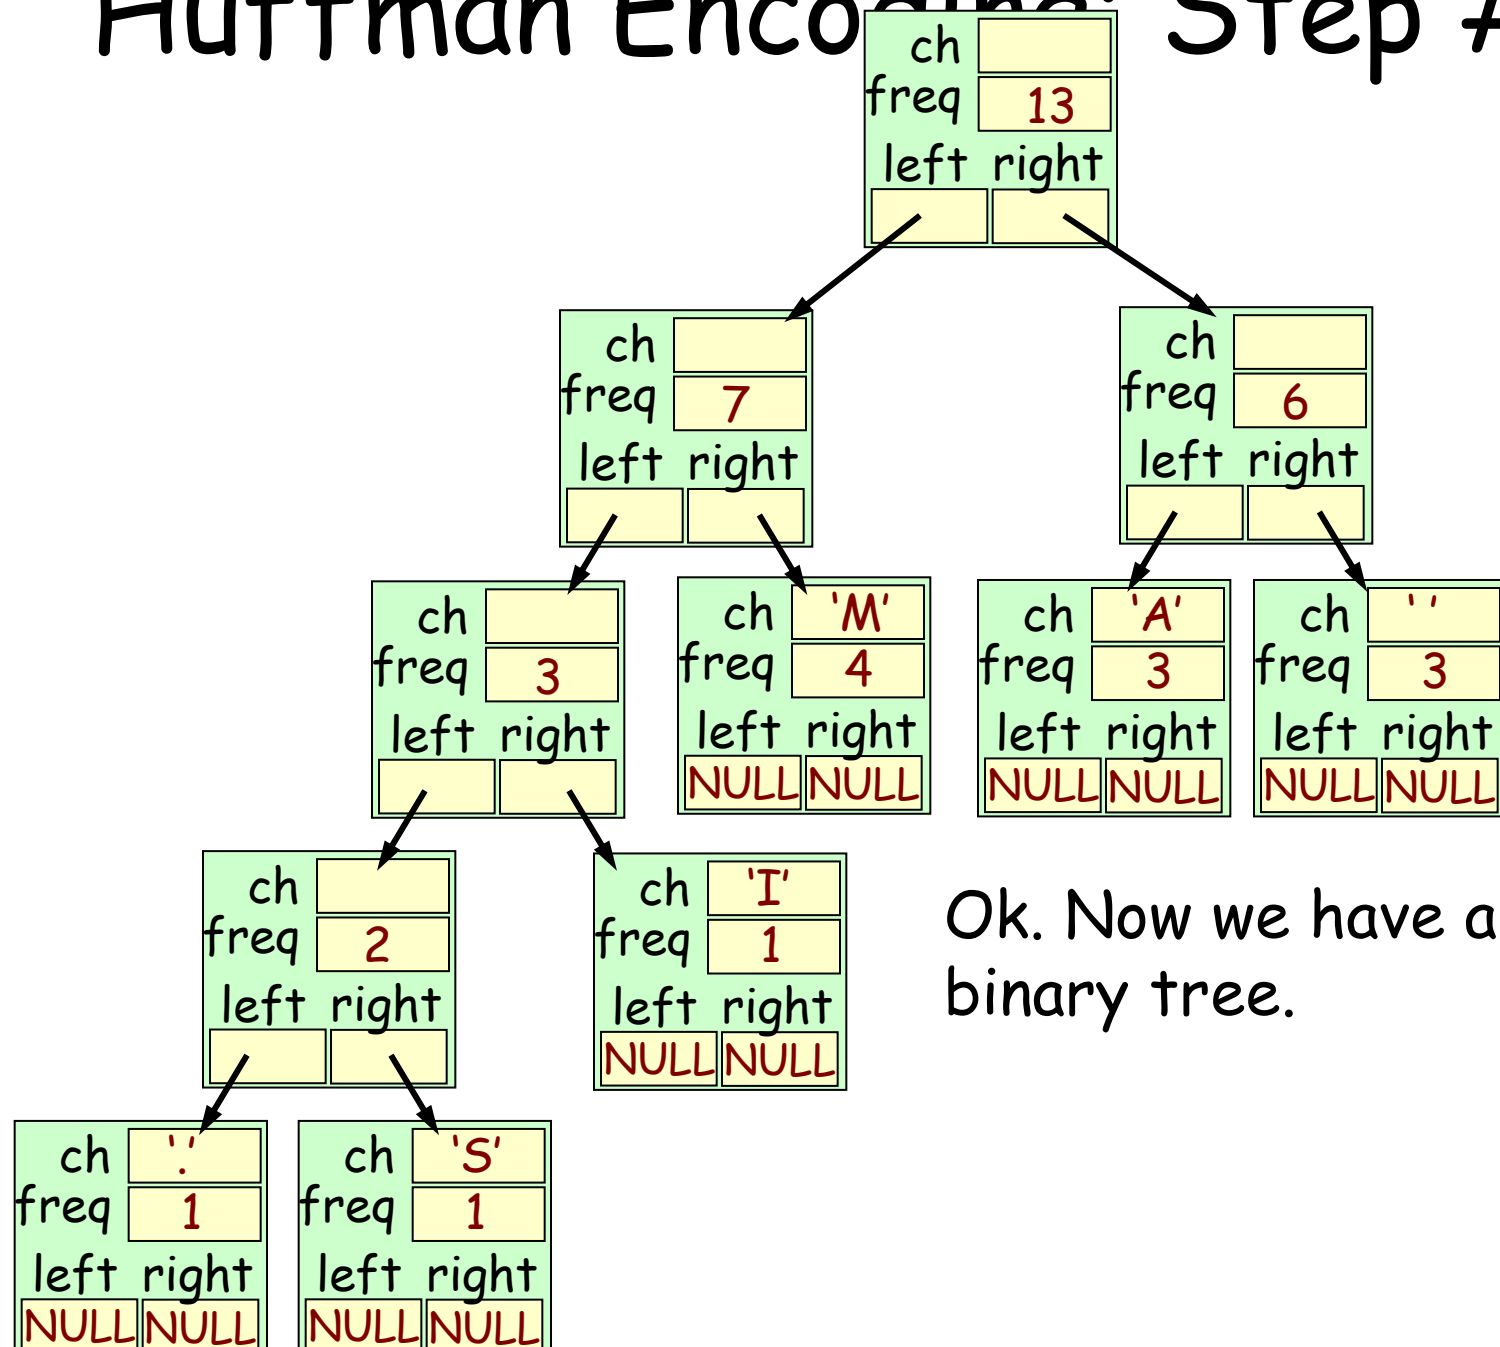 Huffman Encoding: Step #
ch
freq 13
left right
ch
freq 7
left right
ch
freq 6
left right
ch
freq 3
left right
ch 'M'
freq 4
left right
NULL NULL
ch 'A'
freq 3
left right
NULL NULL
ch ' '
freq 3
left right
NULL NULL
ch
freq 2
left right
ch 'I'
freq 1
left right
NULL NULL
Ok. Now we have a
binary tree.
ch '.'
freq 1
left right
NULL NULL
ch 'S'
freq 1
left right
NULL NULL